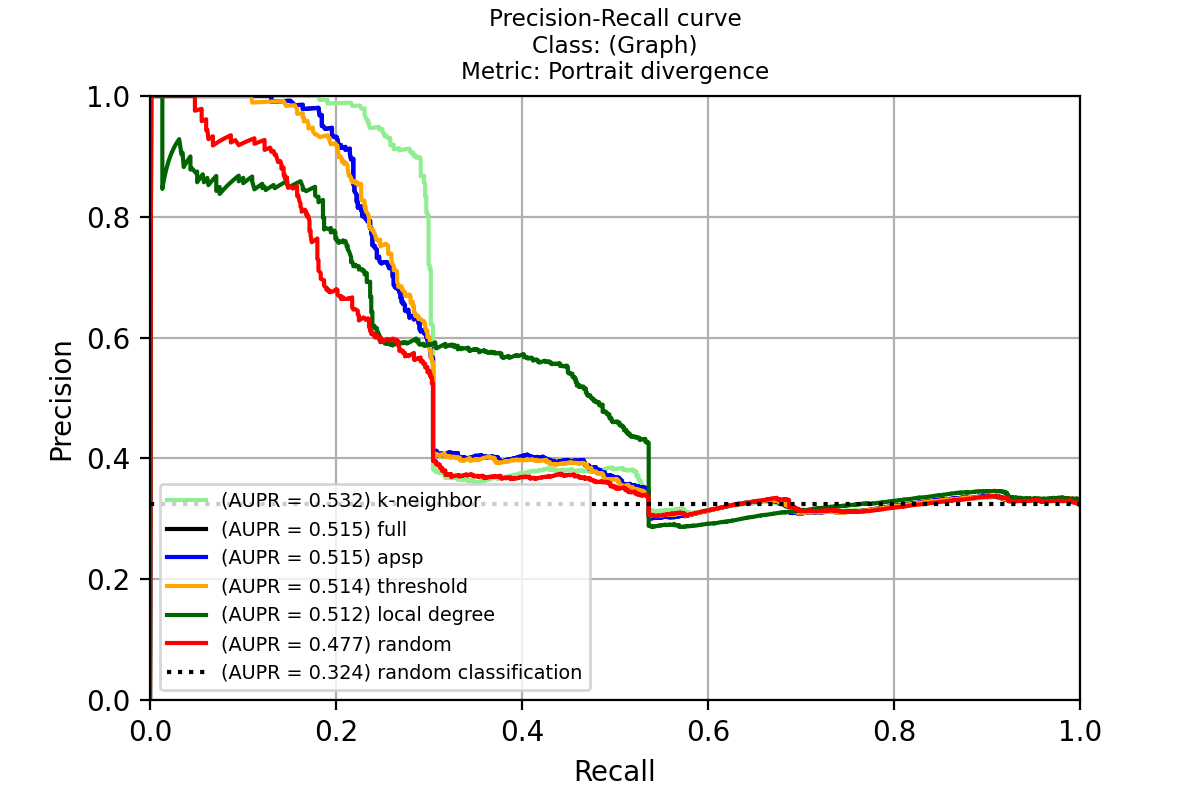 Precision-Recall curve
Class: (Graph)
Metric: Portrait divergence
1.0
0.8
0.6
0.4
0.2
0.0
Precision
(AUPR = 0.532) k-neighbor
(AUPR = 0.515) full
(AUPR = 0.515) apsp
(AUPR = 0.514) threshold
(AUPR = 0.512) local degree
(AUPR = 0.477) random
(AUPR = 0.324) random classification
0.0 0.2 0.4 0.6 0.8 1.0
Recall